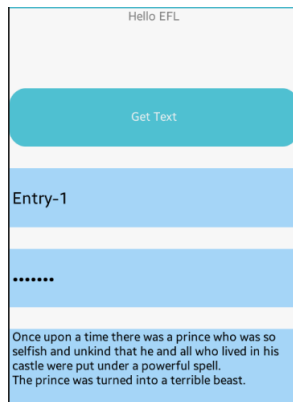 Hello EFL
Get Text
Entry-1
•••••••
Once upon a time there was a prince who was so
selfish and unkind that he and all who lived in his
castle were put under a powerful spell.
The prince was turned into a terrible beast.